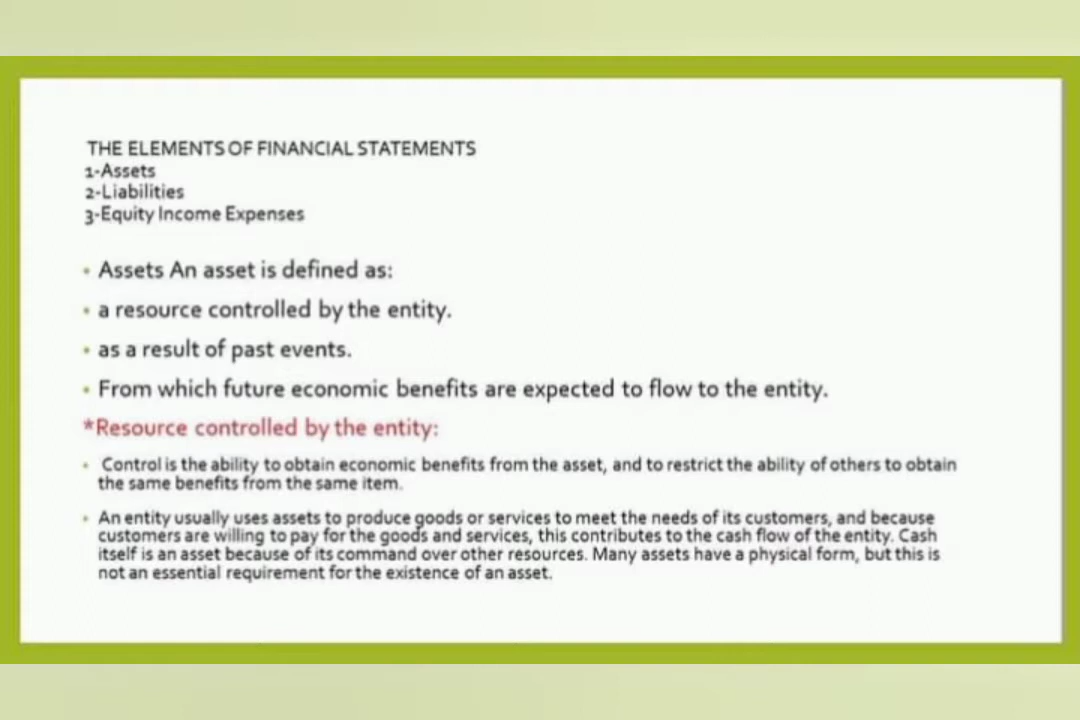 THE ELEMENTS OF FINANCIAL STATEMENTS
1-Assets
2-Liabilities
3-Equity Income Expenses
• Assets An asset is defined as:
• a resource controlled by the entity.
• as a result of past events.
• From which future economic benefits are expected to flow to the entity.
*Resource controlled by the entity:
• Control is the ability to obtain economic benefits from the asset, and to restrict the ability of others to obtain
the same benefits from the same item.
• An entity usually uses assets to produce goods or services to meet the needs of its customers, and because
customers are willing to pay for the goods and services, this contributes to the cash flow of the entity. Cash
itself is an asset because of its command over other resources. Many assets have a physical form, but this is
not an essential requirement for the existence of an asset.